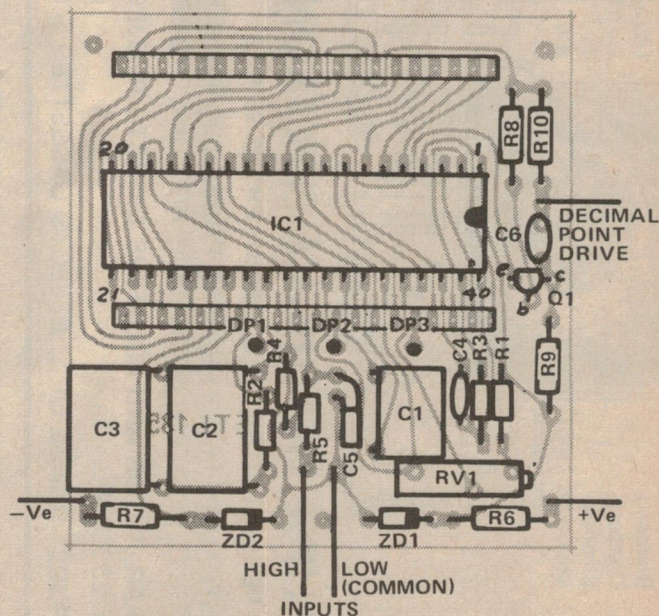 R8
R10
20
1
IC1
C6
DECIMAL
POINT
DRIVE
e
c
b
Q1
21
40
DP1
DP2
DP3
R4
C4
R3
R1
R9
R2
C3
C2
R5
C5
C1
RV1
–Ve
R7
ZD2
ZD1
R6
+Ve
HIGH
LOW
(COMMON)
INPUTS